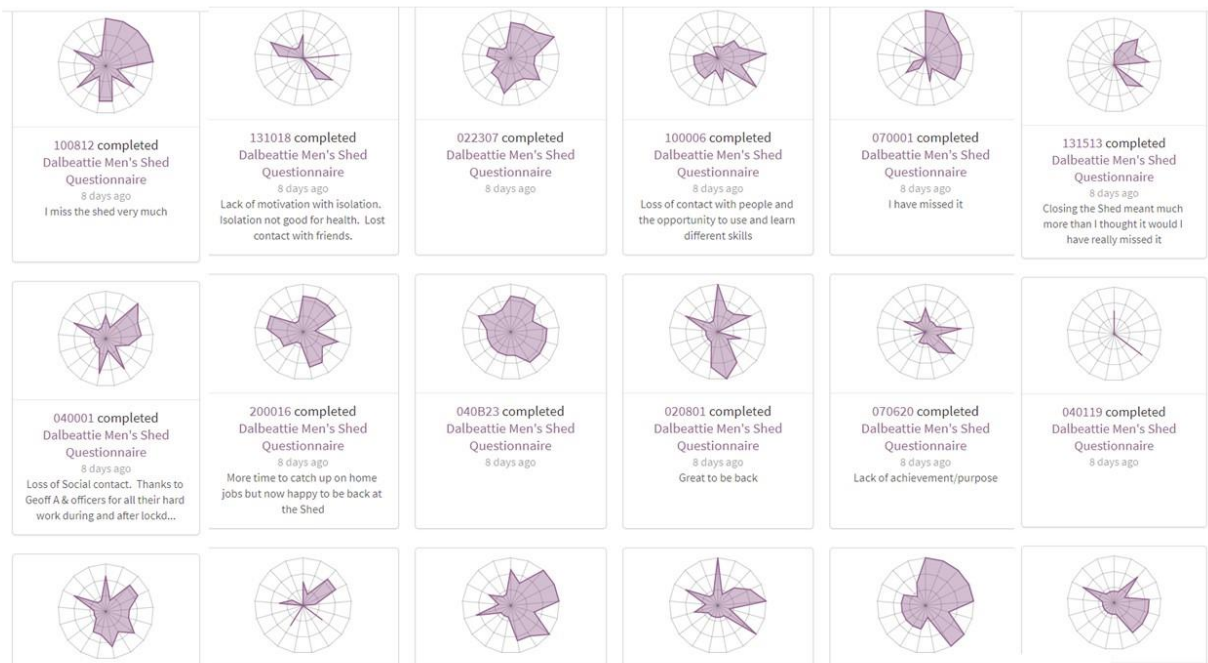 100812 completed
Dalbeattie Men's Shed
Questionnaire
8 days ago
I miss the shed very much
131018 completed
Dalbeattie Men's Shed
Questionnaire
8 days ago
Lack of motivation with isolation.
Isolation not good for health. Lost
contact with friends.
022307 completed
Dalbeattie Men's Shed
Questionnaire
8 days ago
100006 completed
Dalbeattie Men's Shed
Questionnaire
8 days ago
Loss of contact with people and
the opportunity to use and learn
different skills
070001 completed
Dalbeattie Men's Shed
Questionnaire
8 days ago
I have missed it
131513 completed
Dalbeattie Men's Shed
Questionnaire
8 days ago
Closing the Shed meant much
more than I thought it would I
have really missed it
040001 completed
Dalbeattie Men's Shed
Questionnaire
8 days ago
Loss of Social contact. Thanks to
Geoff A & officers for all their hard
work during and after lockd...
200016 completed
Dalbeattie Men's Shed
Questionnaire
8 days ago
More time to catch up on home
jobs but now happy to be back at
the Shed
040B23 completed
Dalbeattie Men's Shed
Questionnaire
8 days ago
020801 completed
Dalbeattie Men's Shed
Questionnaire
8 days ago
Great to be back
070620 completed
Dalbeattie Men's Shed
Questionnaire
8 days ago
Lack of achievement/purpose
040119 completed
Dalbeattie Men's Shed
Questionnaire
8 days ago